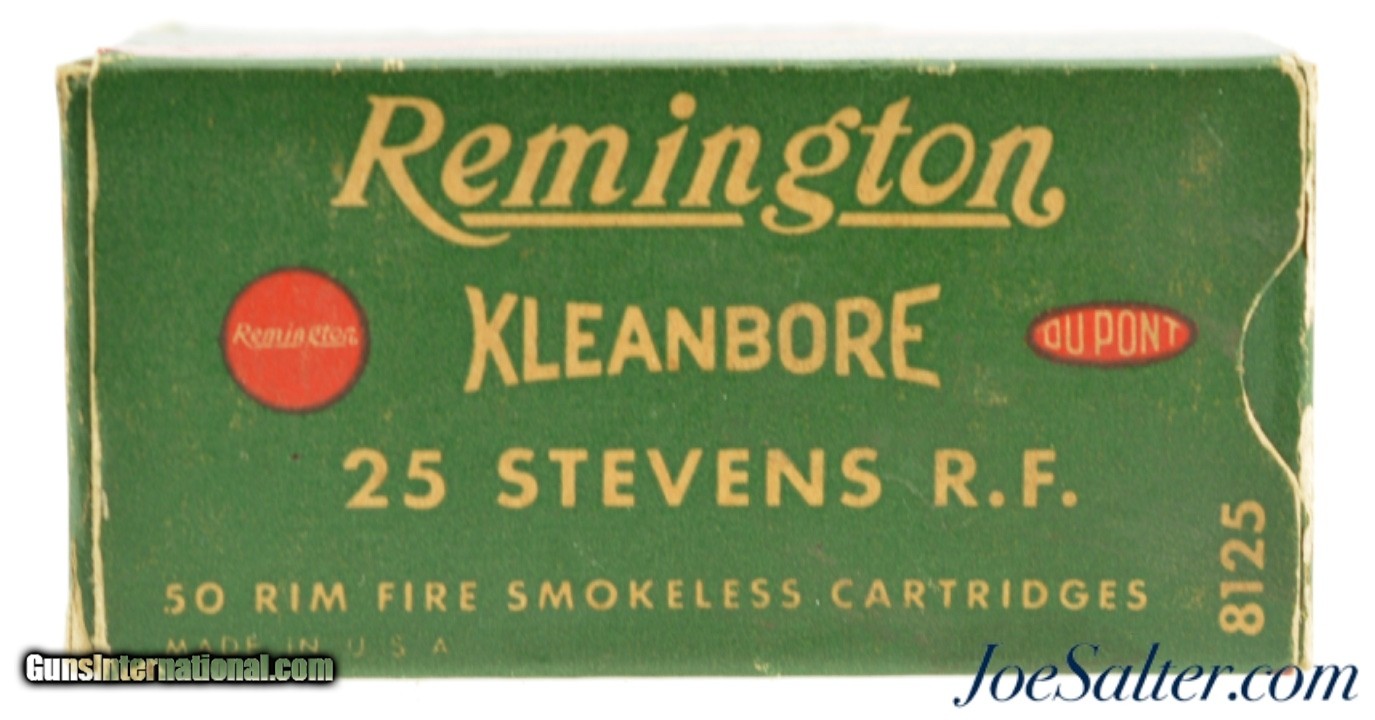 Remington
Remington
KLEANBORE
DU PONT
25 STEVENS R.F.
8125
50 RIM FIRE SMOKELESS CARTRIDGES
MADE IN U S A
GunsInternational.com
JoeSalter.com